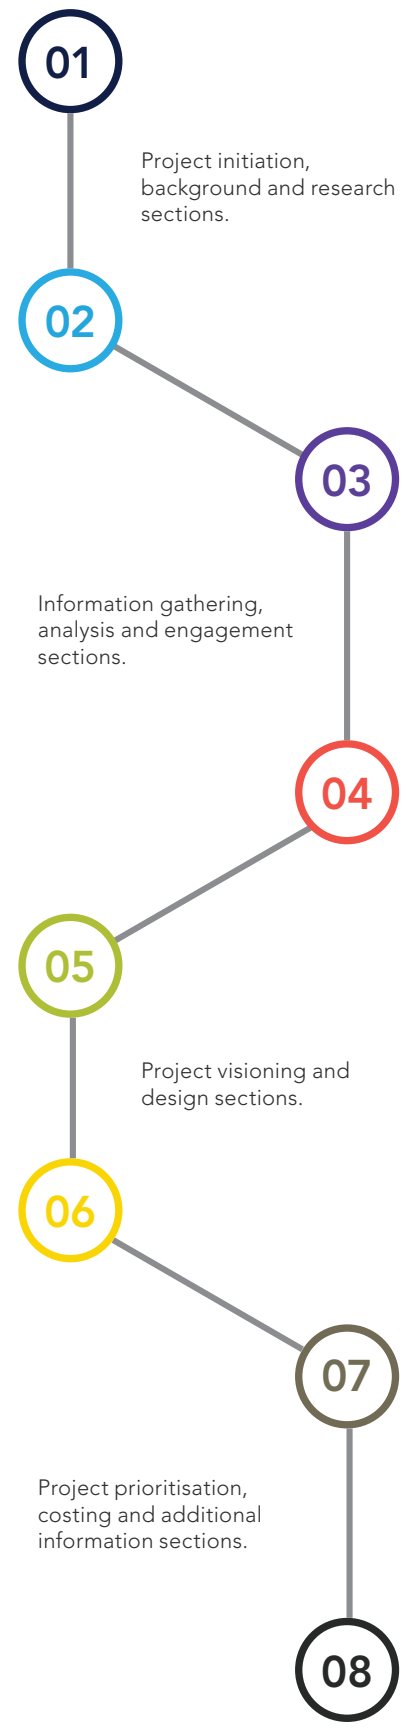 01
Project initiation,
background and research
sections.
02
03
Information gathering,
analysis and engagement
sections.
04
05
Project visioning and
design sections.
06
07
Project prioritisation,
costing and additional
information sections.
08